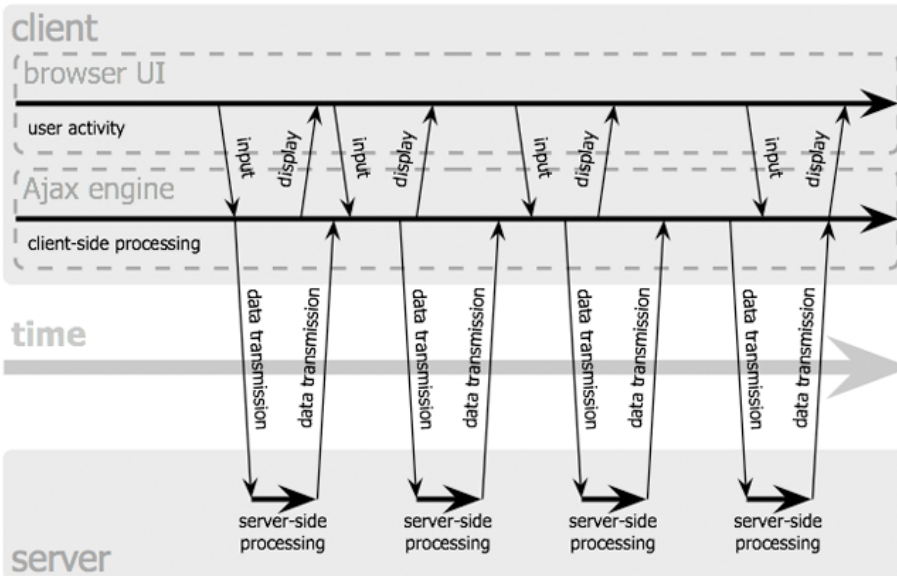 client
browser UI
user activity
input
display
input
display
input
display
input
display
Ajax engine
client-side processing
time
data transmission
data transmission
data transmission
data transmission
data transmission
data transmission
data transmission
data transmission
server-side
processing
server-side
processing
server-side
processing
server-side
processing
server